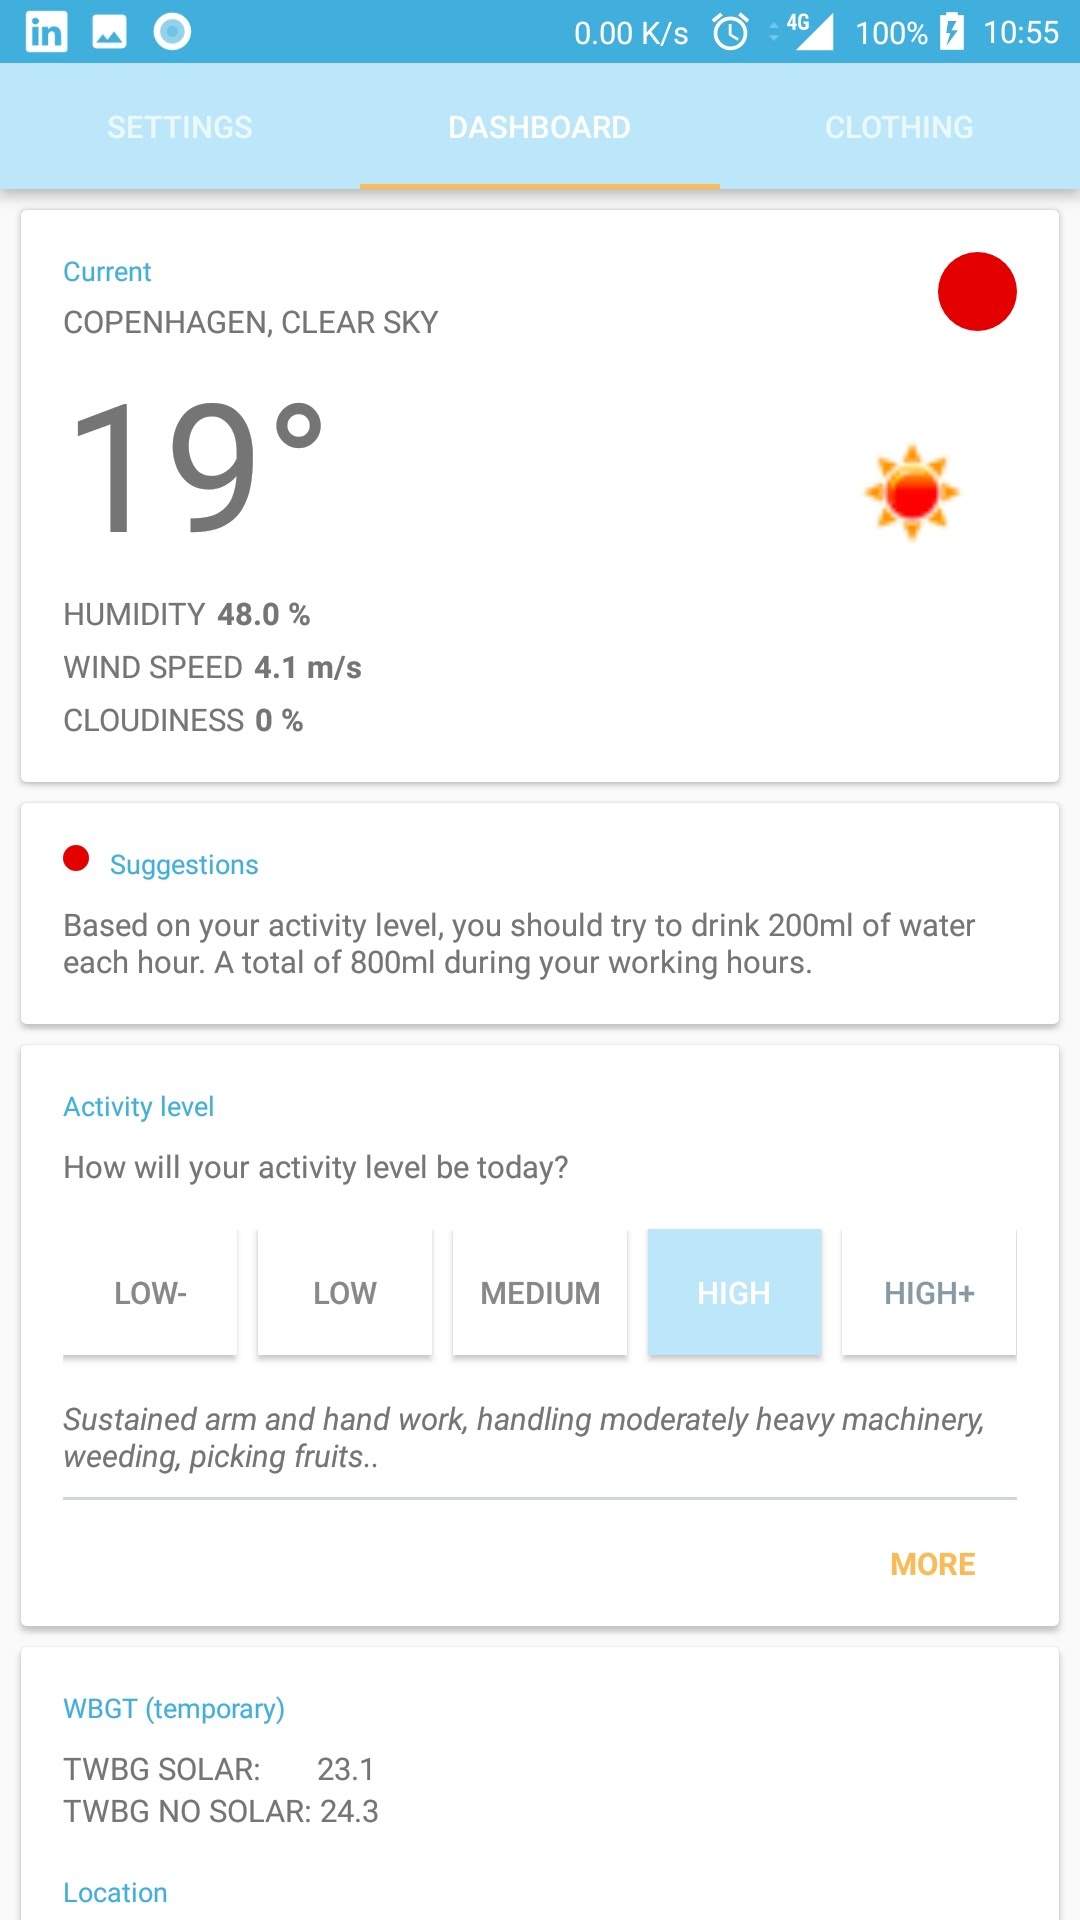 in 0.00 K/s 4G 100% 10:55
SETTINGS DASHBOARD CLOTHING
Current
COPENHAGEN, CLEAR SKY
19°
HUMIDITY 48.0 %
WIND SPEED 4.1 m/s
CLOUDINESS 0 %
Suggestions
Based on your activity level, you should try to drink 200ml of water
each hour. A total of 800ml during your working hours.
Activity level
How will your activity level be today?
LOW- LOW MEDIUM HIGH HIGH+
Sustained arm and hand work, handling moderately heavy machinery,
weeding, picking fruits..
MORE
WBGT (temporary)
TWBG SOLAR: 23.1
TWBG NO SOLAR: 24.3
Location